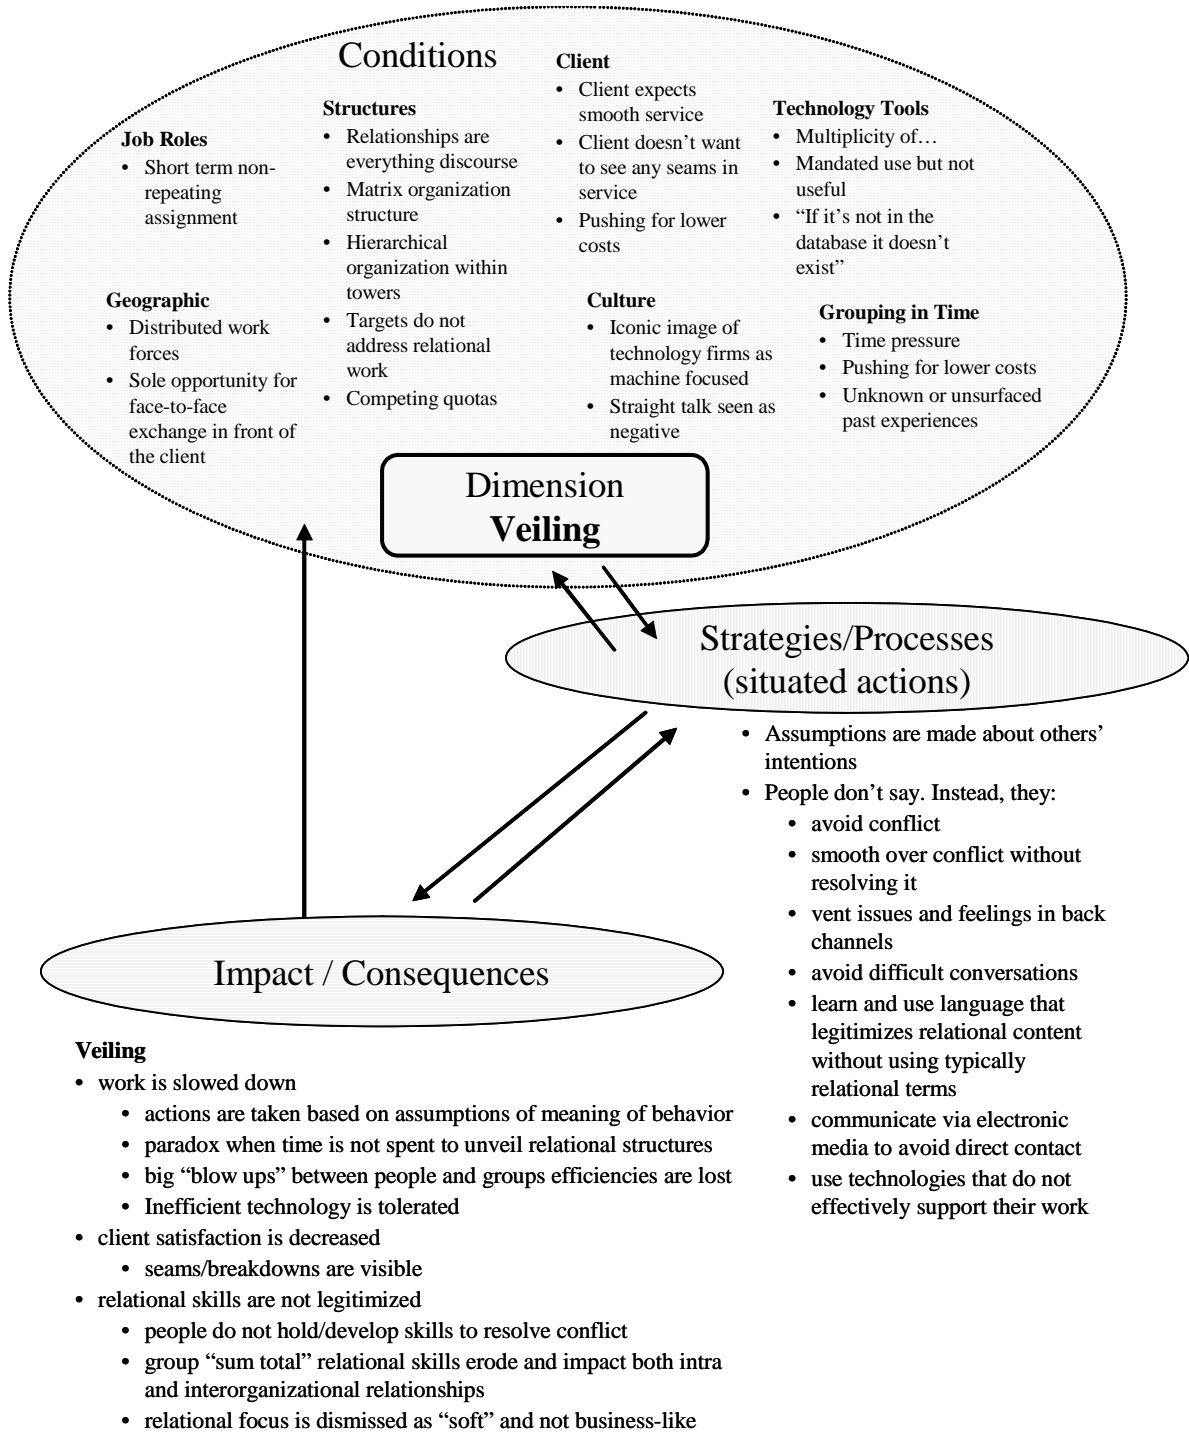 Conditions
Job Roles
• Short term non-
repeating
assignment
Structures
• Relationships are
everything discourse
• Matrix organization
structure
• Hierarchical
organization within
towers
• Targets do not
address relational
work
• Competing quotas
Client
• Client expects
smooth service
• Client doesn’t want
to see any seams in
service
• Pushing for lower
costs
Technology Tools
• Multiplicity of…
• Mandated use but not
useful
• “If it’s not in the
database it doesn’t
exist”
Geographic
• Distributed work
forces
• Sole opportunity for
face-to-face
exchange in front of
the client
Culture
• Iconic image of
technology firms as
machine focused
• Straight talk seen as
negative
Grouping in Time
• Time pressure
• Pushing for lower costs
• Unknown or unsurfaced
past experiences
Dimension
Veiling
Strategies/Processes
(situated actions)
• Assumptions are made about others’
intentions
• People don’t say. Instead, they:
• avoid conflict
• smooth over conflict without
resolving it
• vent issues and feelings in back
channels
• avoid difficult conversations
• learn and use language that
legitimizes relational content
without using typically
relational terms
• communicate via electronic
media to avoid direct contact
• use technologies that do not
effectively support their work
Impact / Consequences
Veiling
• work is slowed down
• actions are taken based on assumptions of meaning of behavior
• paradox when time is not spent to unveil relational structures
• big “blow ups” between people and groups efficiencies are lost
• Inefficient technology is tolerated
• client satisfaction is decreased
• seams/breakdowns are visible
• relational skills are not legitimized
• people do not hold/develop skills to resolve conflict
• group “sum total” relational skills erode and impact both intra
and interorganizational relationships
• relational focus is dismissed as “soft” and not business-like